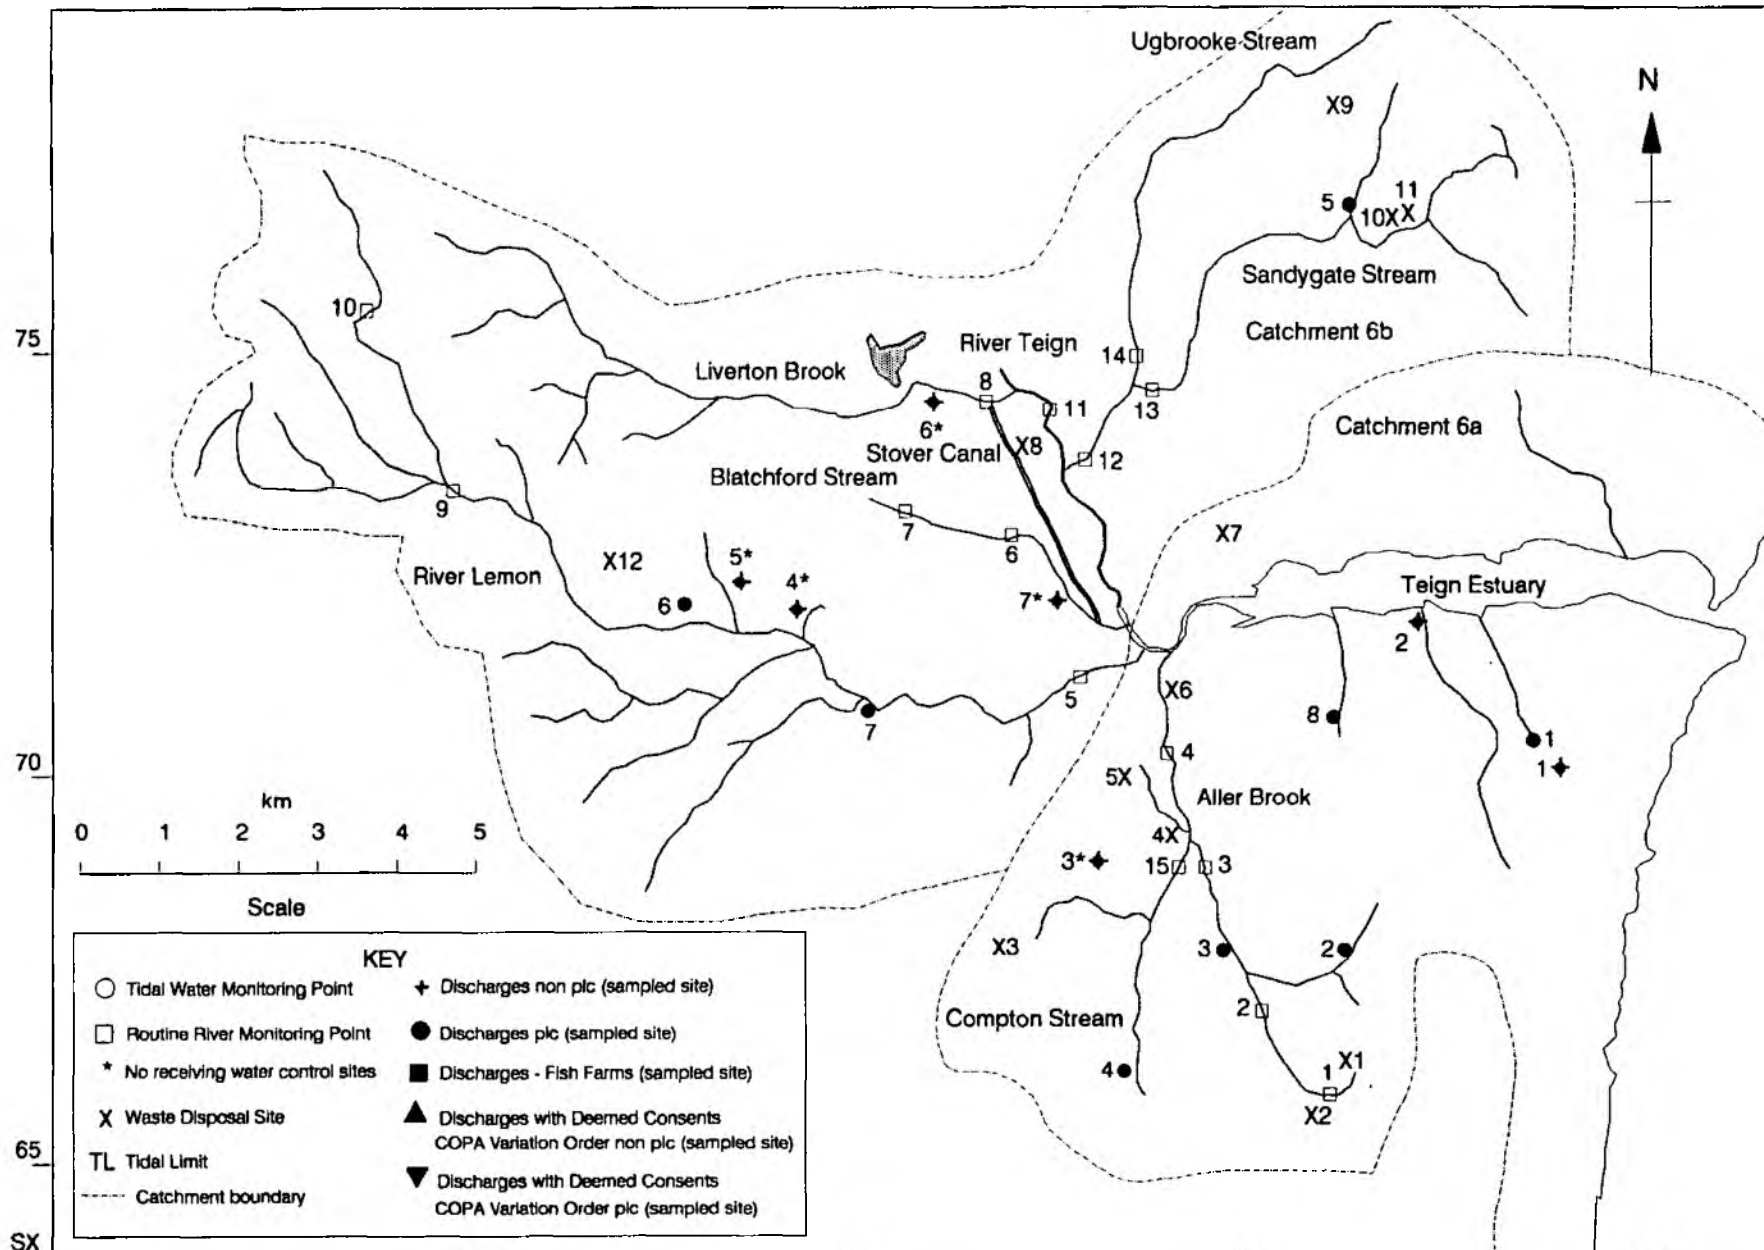 Ugbrooke Stream
N
X9
11
5
10X X
Sandygate Stream
10
75
River Teign
14
Catchment 6b
Liverton Brook
8
13
11
Catchment 6a
6*
X8
Stover Canal
12
Blatchford Stream
9
7
X7
6
5*
X12
River Lemon
4*
Teign Estuary
6
7*
2
5
X6
8
7
4
1
70
5X
1
km
Aller Brook
0 1 2 3 4 5
4X
3*
15
3
Scale
X3
3
2
2
Compton Stream
4
1
X1
X2
KEY
Tidal Water Monitoring Point
Routine River Monitoring Point
* No receiving water control sites
X Waste Disposal Site
TL Tidal Limit
Catchment boundary
Discharges non plc (sampled site)
Discharges plc (sampled site)
Discharges - Fish Farms (sampled site)
Discharges with Deemed Consents
COPA Variation Order non plc (sampled site)
Discharges with Deemed Consents
COPA Variation Order plc (sampled site)
65
SX